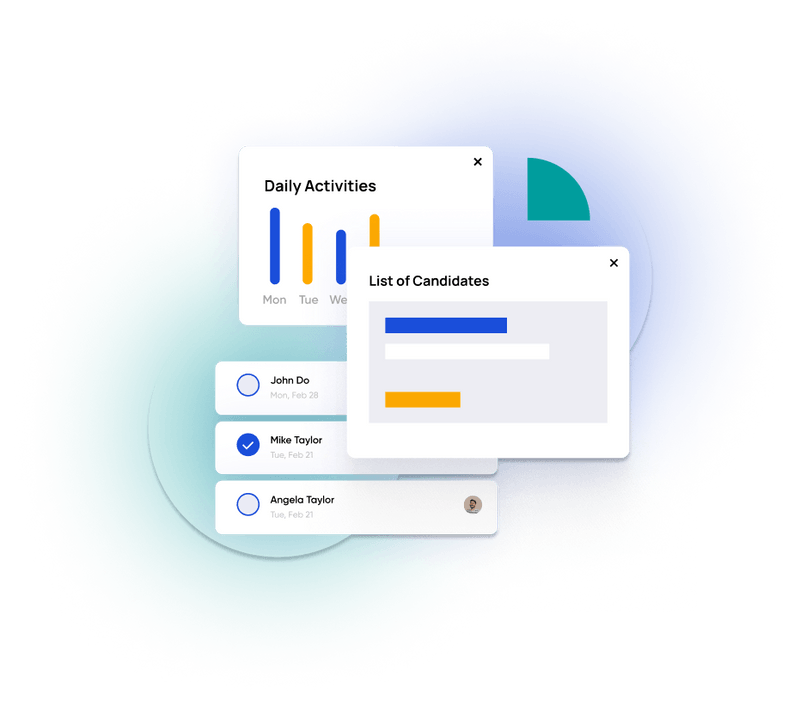 Daily Activities
Mon Tue We
List of Candidates
John Do
Mon, Feb 28
Mike Taylor
Tue, Feb 21
Angela Taylor
Tue, Feb 21